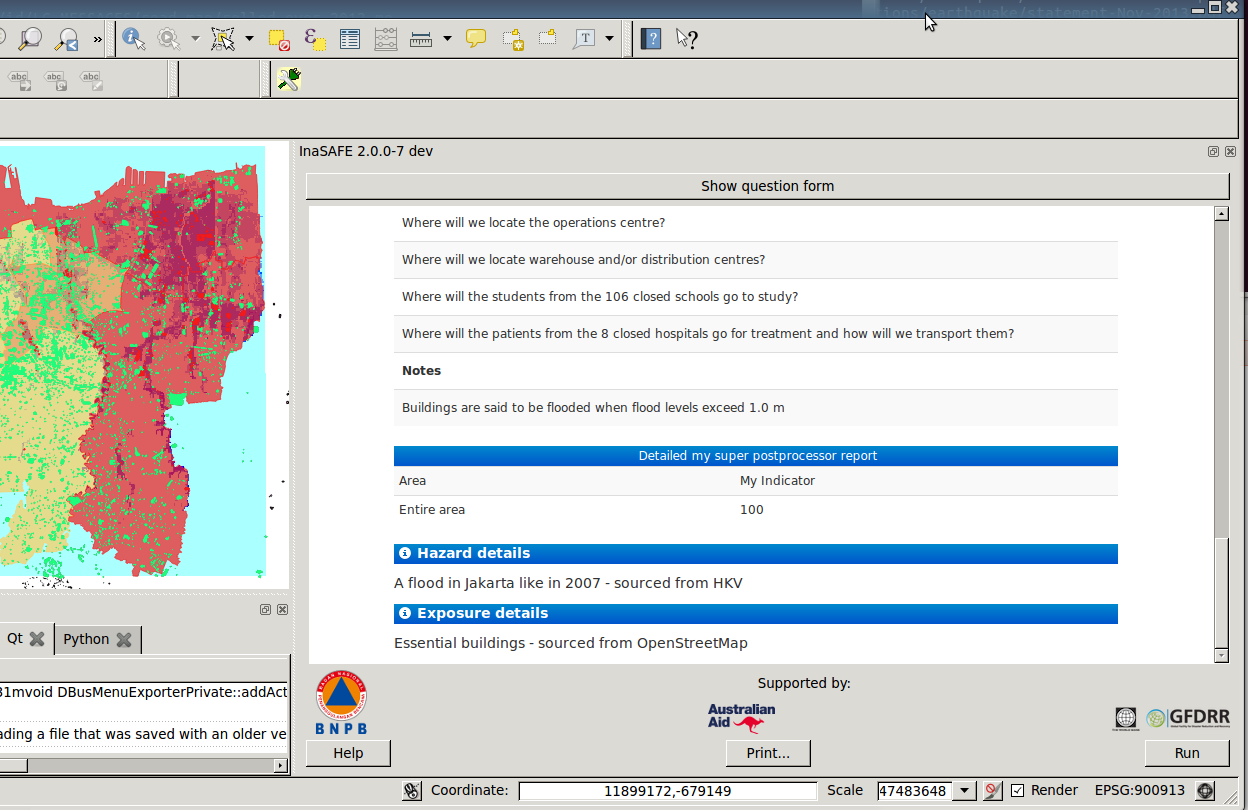 ions/earthquake/statement-Nov-2013
InaSAFE 2.0.0-7 dev
Show question form
Where will we locate the operations centre?
Where will we locate warehouse and/or distribution centres?
Where will the students from the 106 closed schools go to study?
Where will the patients from the 8 closed hospitals go for treatment and how will we transport them?
Notes
Buildings are said to be flooded when flood levels exceed 1.0 m
Detailed my super postprocessor report
Area My Indicator
Entire area 100
Hazard details
A flood in Jakarta like in 2007 - sourced from HKV
Exposure details
Essential buildings - sourced from OpenStreetMap
Qt Python
31mvoid DBusMenuExporterPrivate::addAct
ading a file that was saved with an older ve
BNPB
Supported by:
Australian
Aid
GFDRR
Help Print... Run
Coordinate: 11899172,-679149 Scale 47483648 Render EPSG:900913